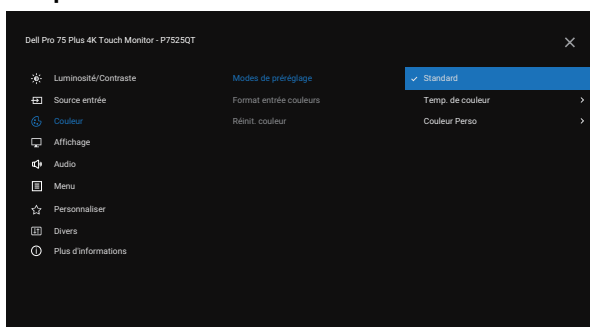 Dell Pro 75 Plus 4K Touch Monitor - P7525QT
Luminosité/Contraste Modes de préréglage Standard
Source entrée Format entrée couleurs Temp. de couleur
Couleur Réinit. couleur Couleur Perso
Affichage
Audio
Menu
Personnaliser
Divers
Plus d'informations